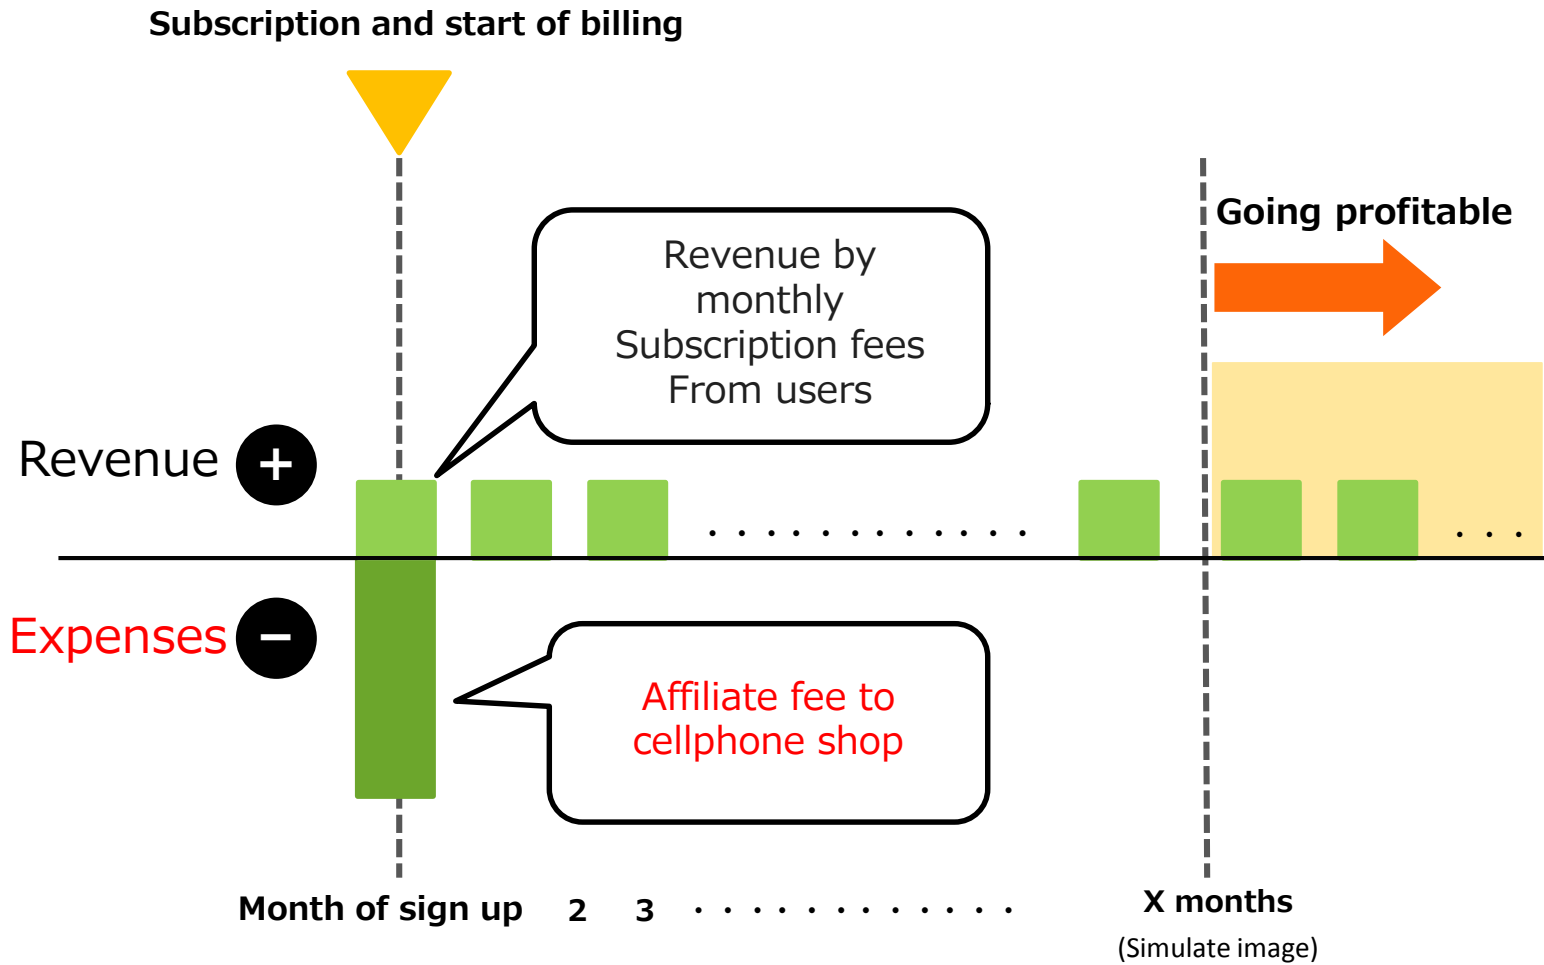 Subscription and start of billing
Going profitable
Revenue by
monthly
Subscription fees
From users
Revenue +
Expenses −
Affiliate fee to
cellphone shop
Month of sign up 2 3 ・・・・・・・・・・・・ X months
(Simulate image)